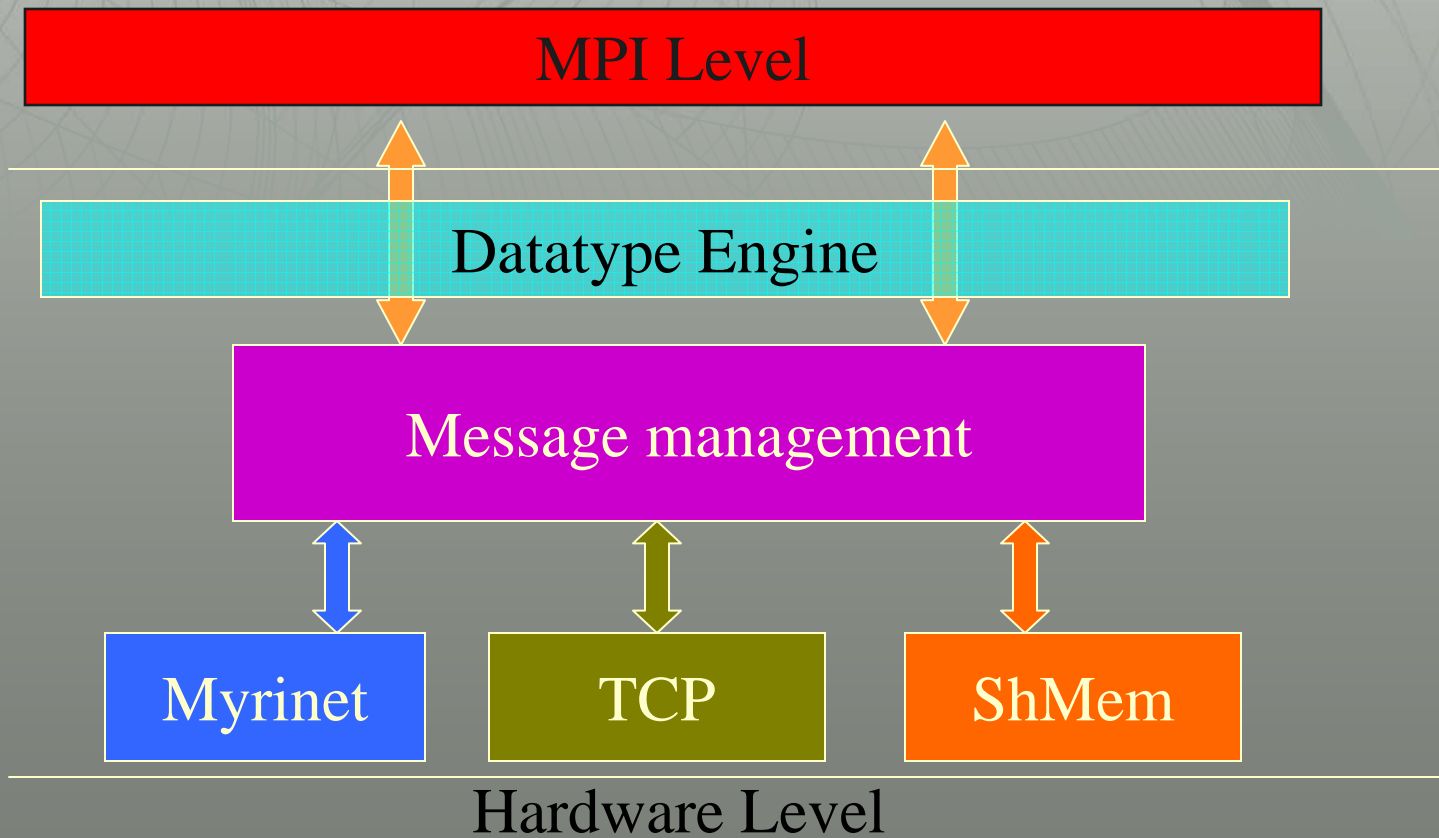 MPI Level
Datatype Engine
Message management
Myrinet
TCP
ShMem
Hardware Level